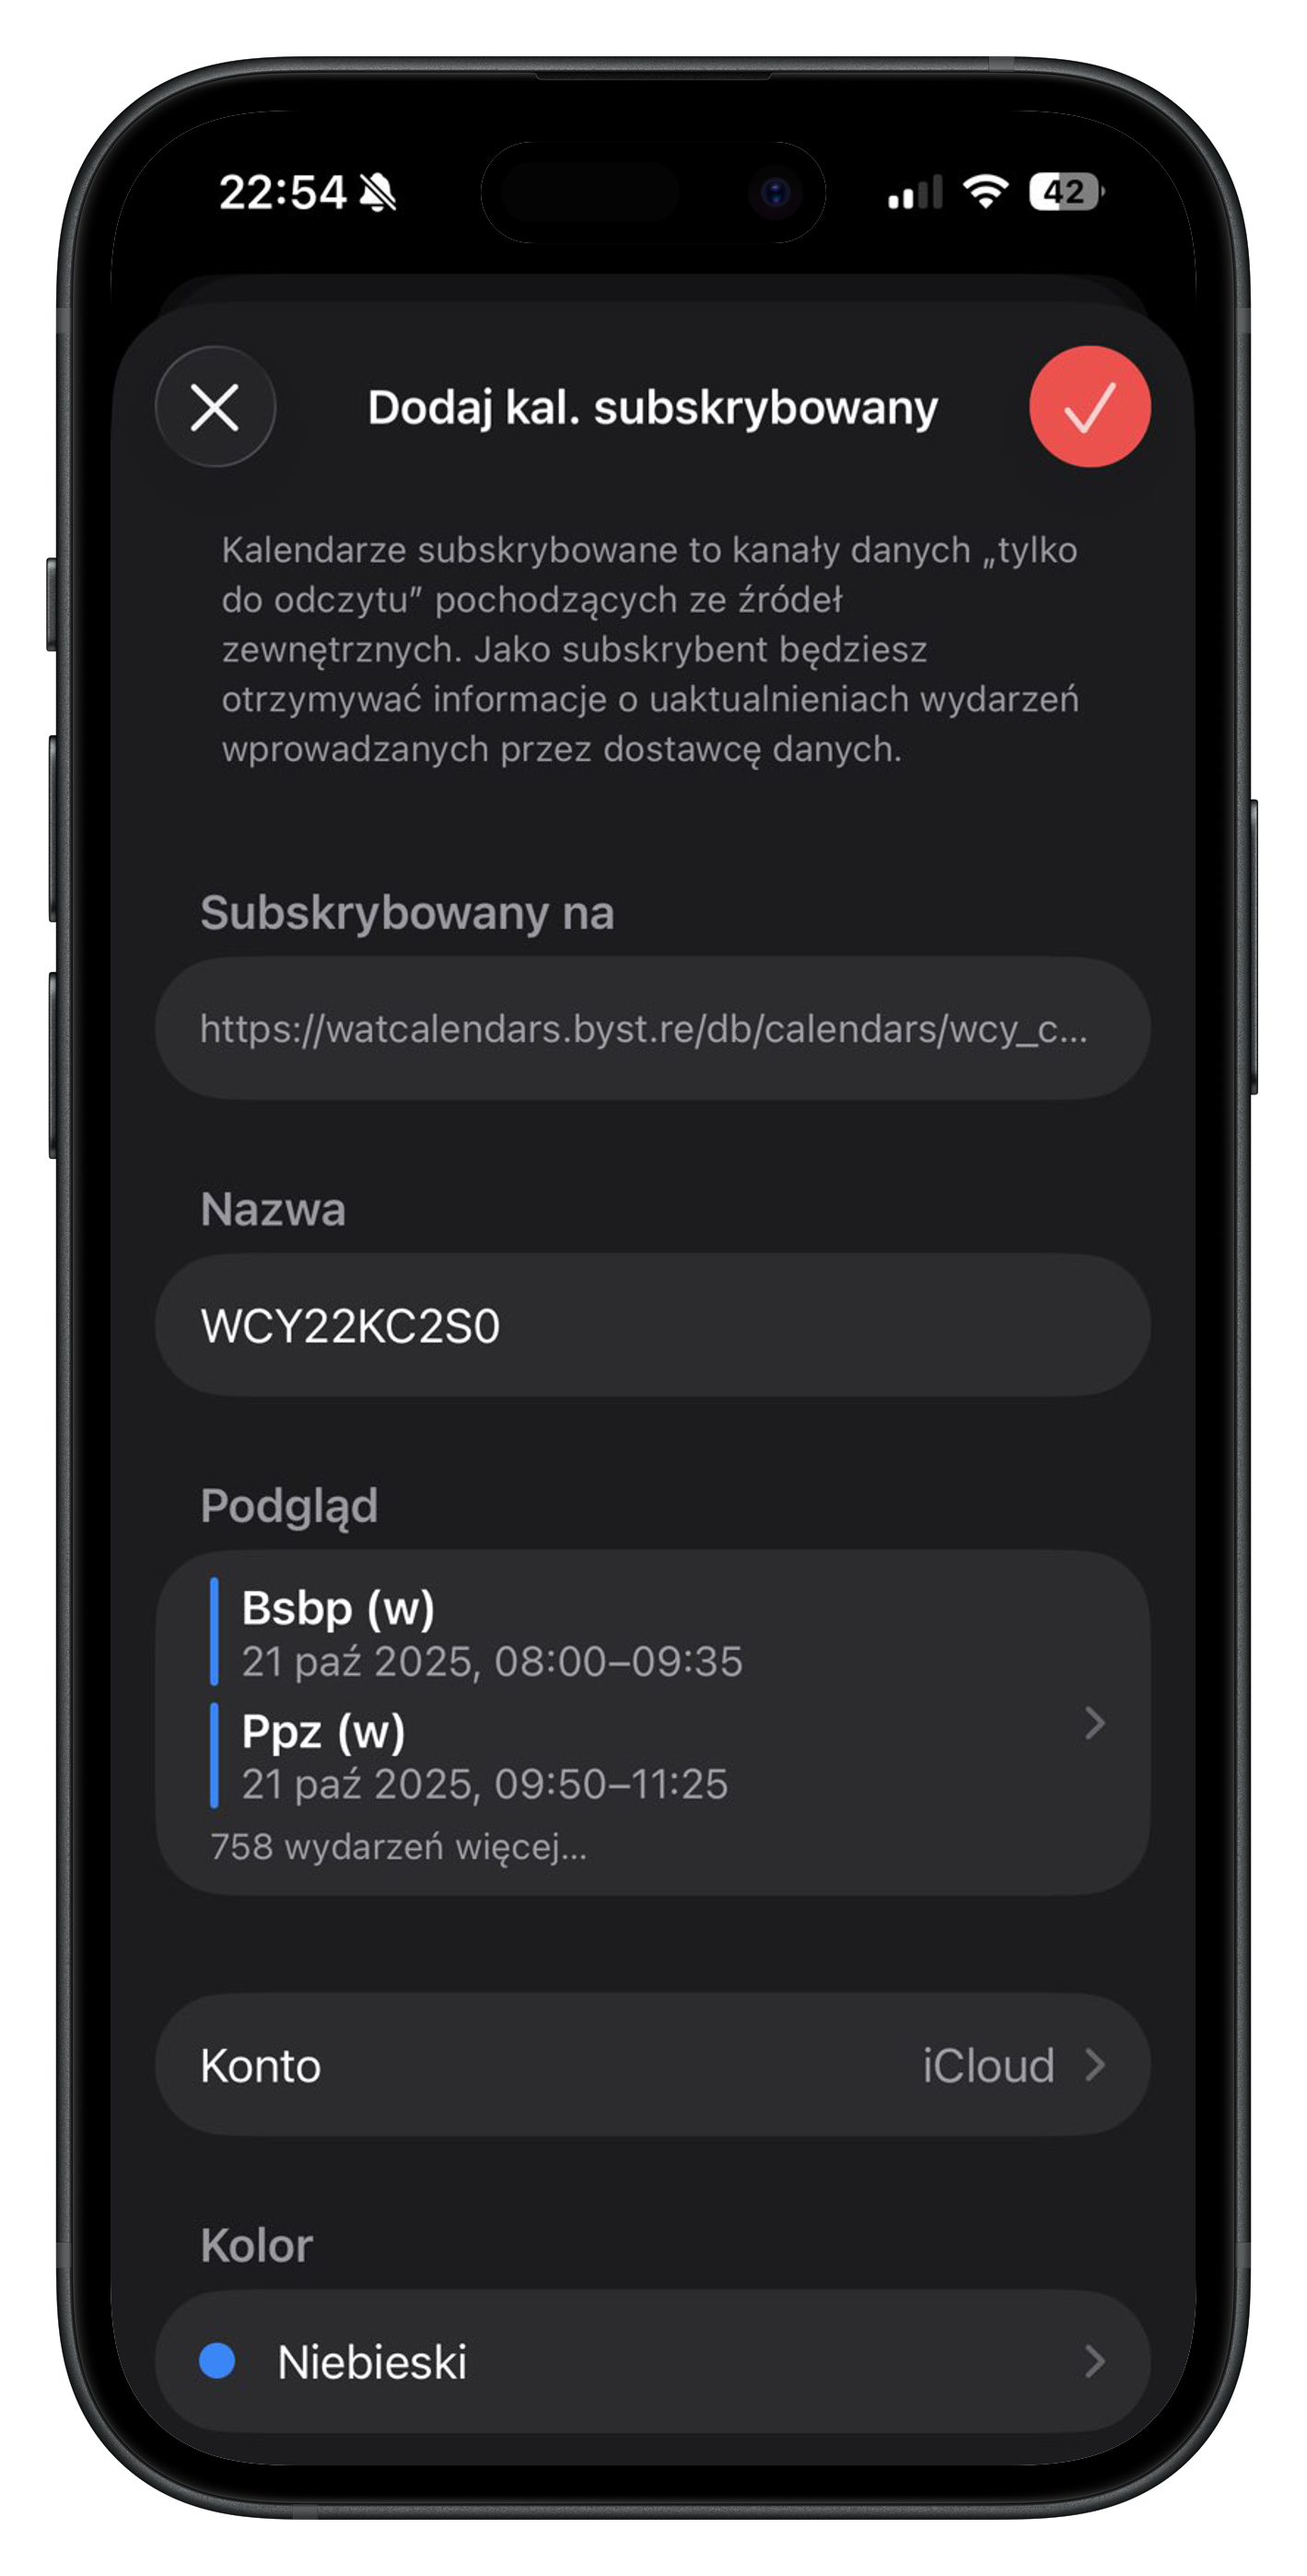 22:54
42
Dodaj kal. subskrybowany
Kalendarze subskrybowane to kanały danych „tylko
do odczytu” pochodzących ze źródeł
zewnętrznych. Jako subskrybent będziesz
otrzymywać informacje o uaktualnieniach wydarzeń
wprowadzanych przez dostawcę danych.
Subskrybowany na
https://watcalendars.byst.re/db/calendars/wcy_c...
Nazwa
WCY22KC2S0
Podgląd
Bsbp (w)
21 paź 2025, 08:00–09:35
Ppz (w)
21 paź 2025, 09:50–11:25
758 wydarzeń więcej...
Konto
iCloud
Kolor
Niebieski